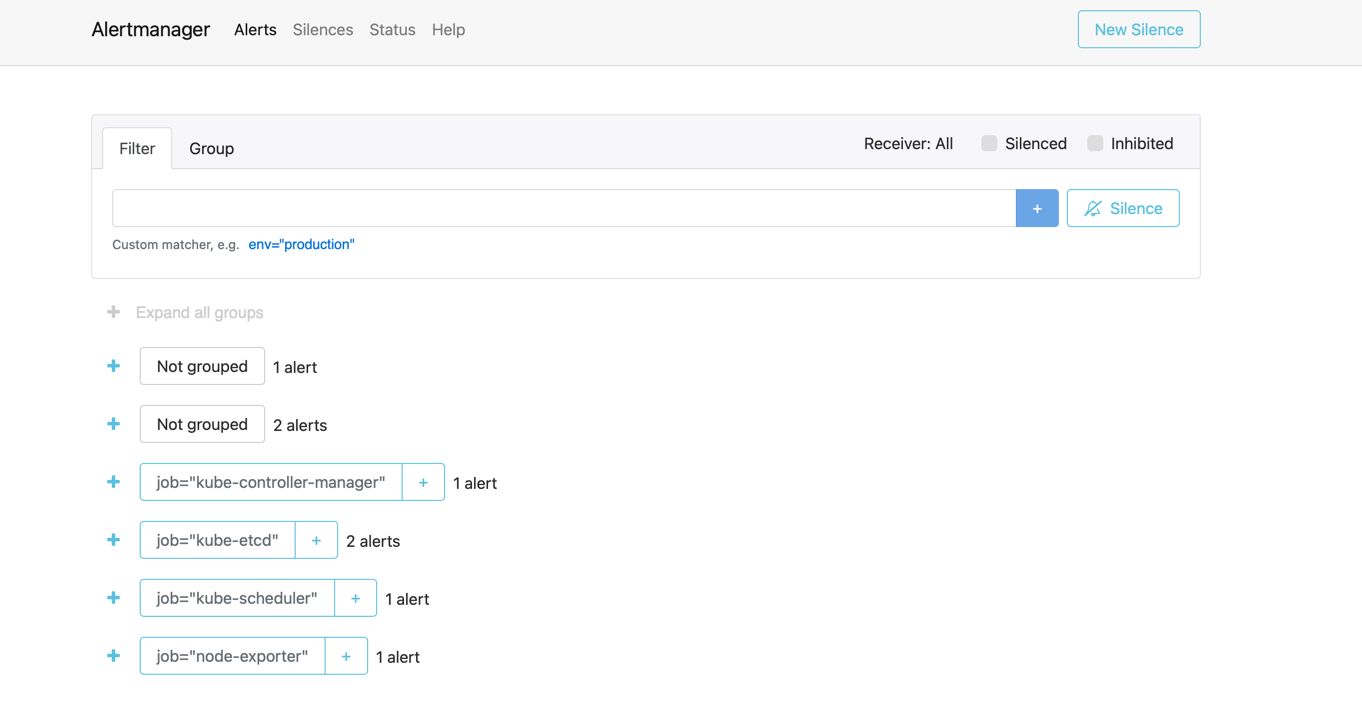 Alertmanager Alerts Silences Status Help New Silence
Filter Group Receiver: All Silenced Inhibited
+ Silence
Custom matcher, e.g. env="production"
+ Expand all groups
+ Not grouped 1 alert
+ Not grouped 2 alerts
+ job="kube-controller-manager" + 1 alert
+ job="kube-etcd" + 2 alerts
+ job="kube-scheduler" + 1 alert
+ job="node-exporter" + 1 alert